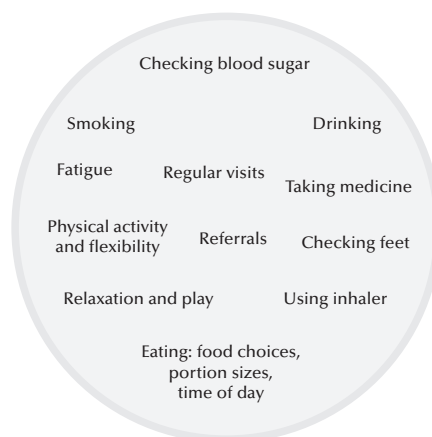 Checking blood sugar
Smoking
Drinking
Fatigue
Regular visits
Taking medicine
Physical activity
and flexibility
Referrals
Checking feet
Relaxation and play
Using inhaler
Eating: food choices,
portion sizes,
time of day